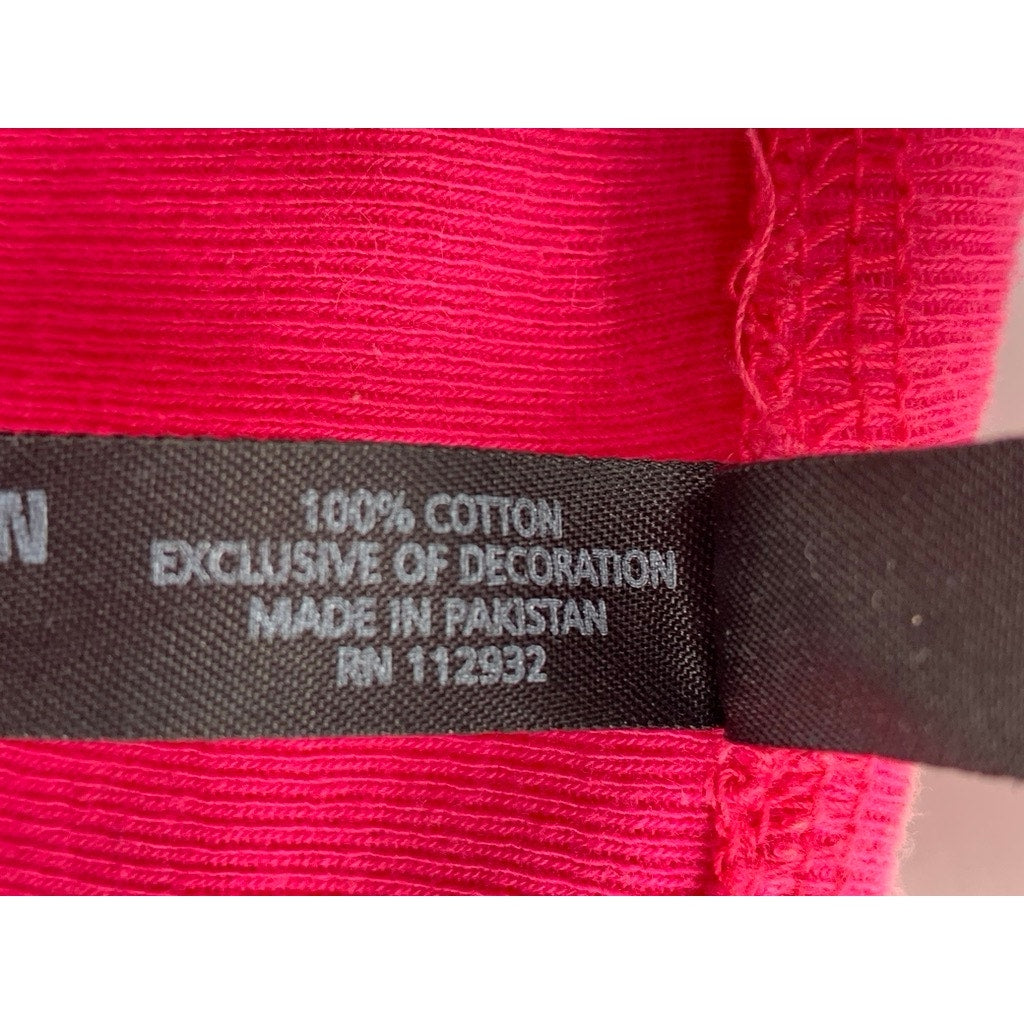 N
100% COTTON
EXCLUSIVE OF DECORATION
MADE IN PAKISTAN
RN 112932